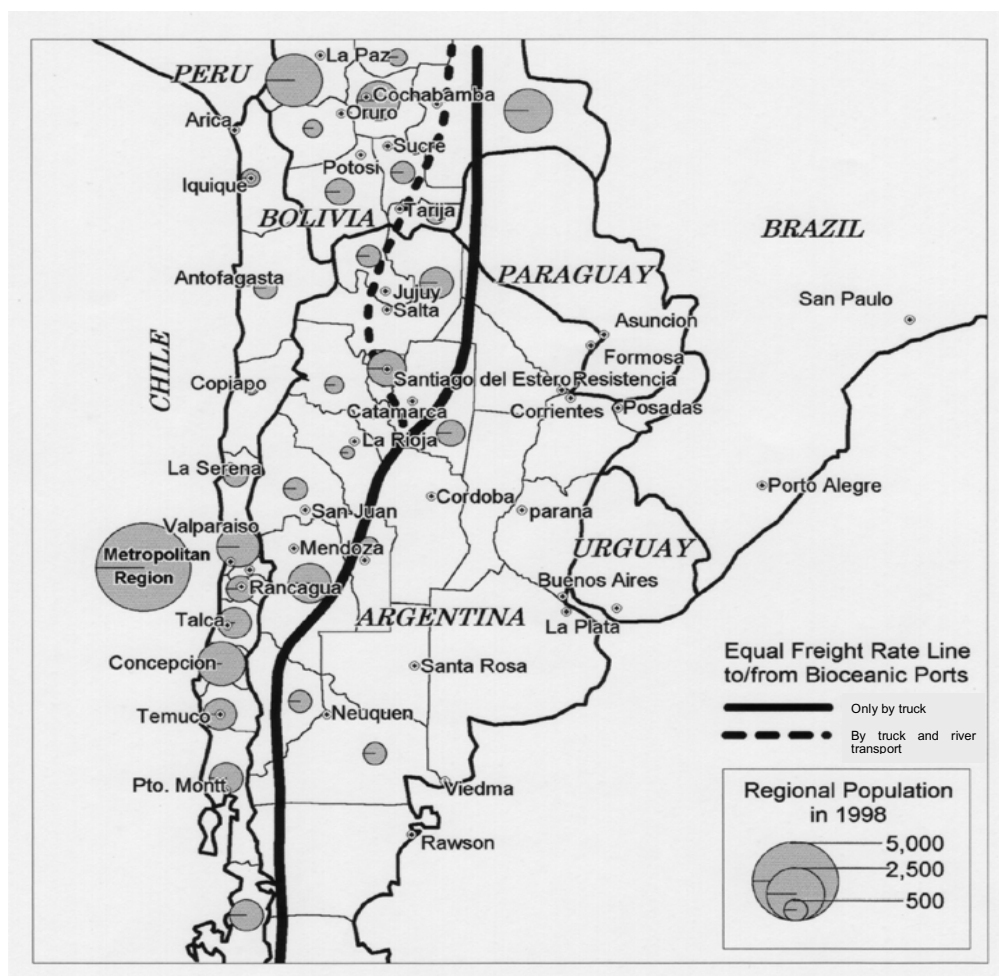 La Paz
PERU
Cochabamba
Oruro
Arica
Sucre
Potosi
Iquique
Tarija
BOLIVIA
BRAZIL
PARAGUAY
Antofagasta
Jujuy
San Paulo
Salta
Asuncion
CHILE
Formosa
Copiapo
Santiago del Estero
Resistencia
Catamarca
Corrientes
Posadas
La Rioja
La Serena
Cordoba
Porto Alegre
San Juan
parana
Valparaiso
Metropolitan
Region
Mendoza
URGUAY
Rancagua
Buenos Aires
Talca
ARGENTINA
La Plata
Concepcion
Santa Rosa
Equal Freight Rate Line
to/from Bioceanic Ports
Temuco
Neuquen
Only by truck
By truck and river
transport
Pto. Montt
Viedma
Regional Population
in 1998
Rawson
5,000
2,500
500